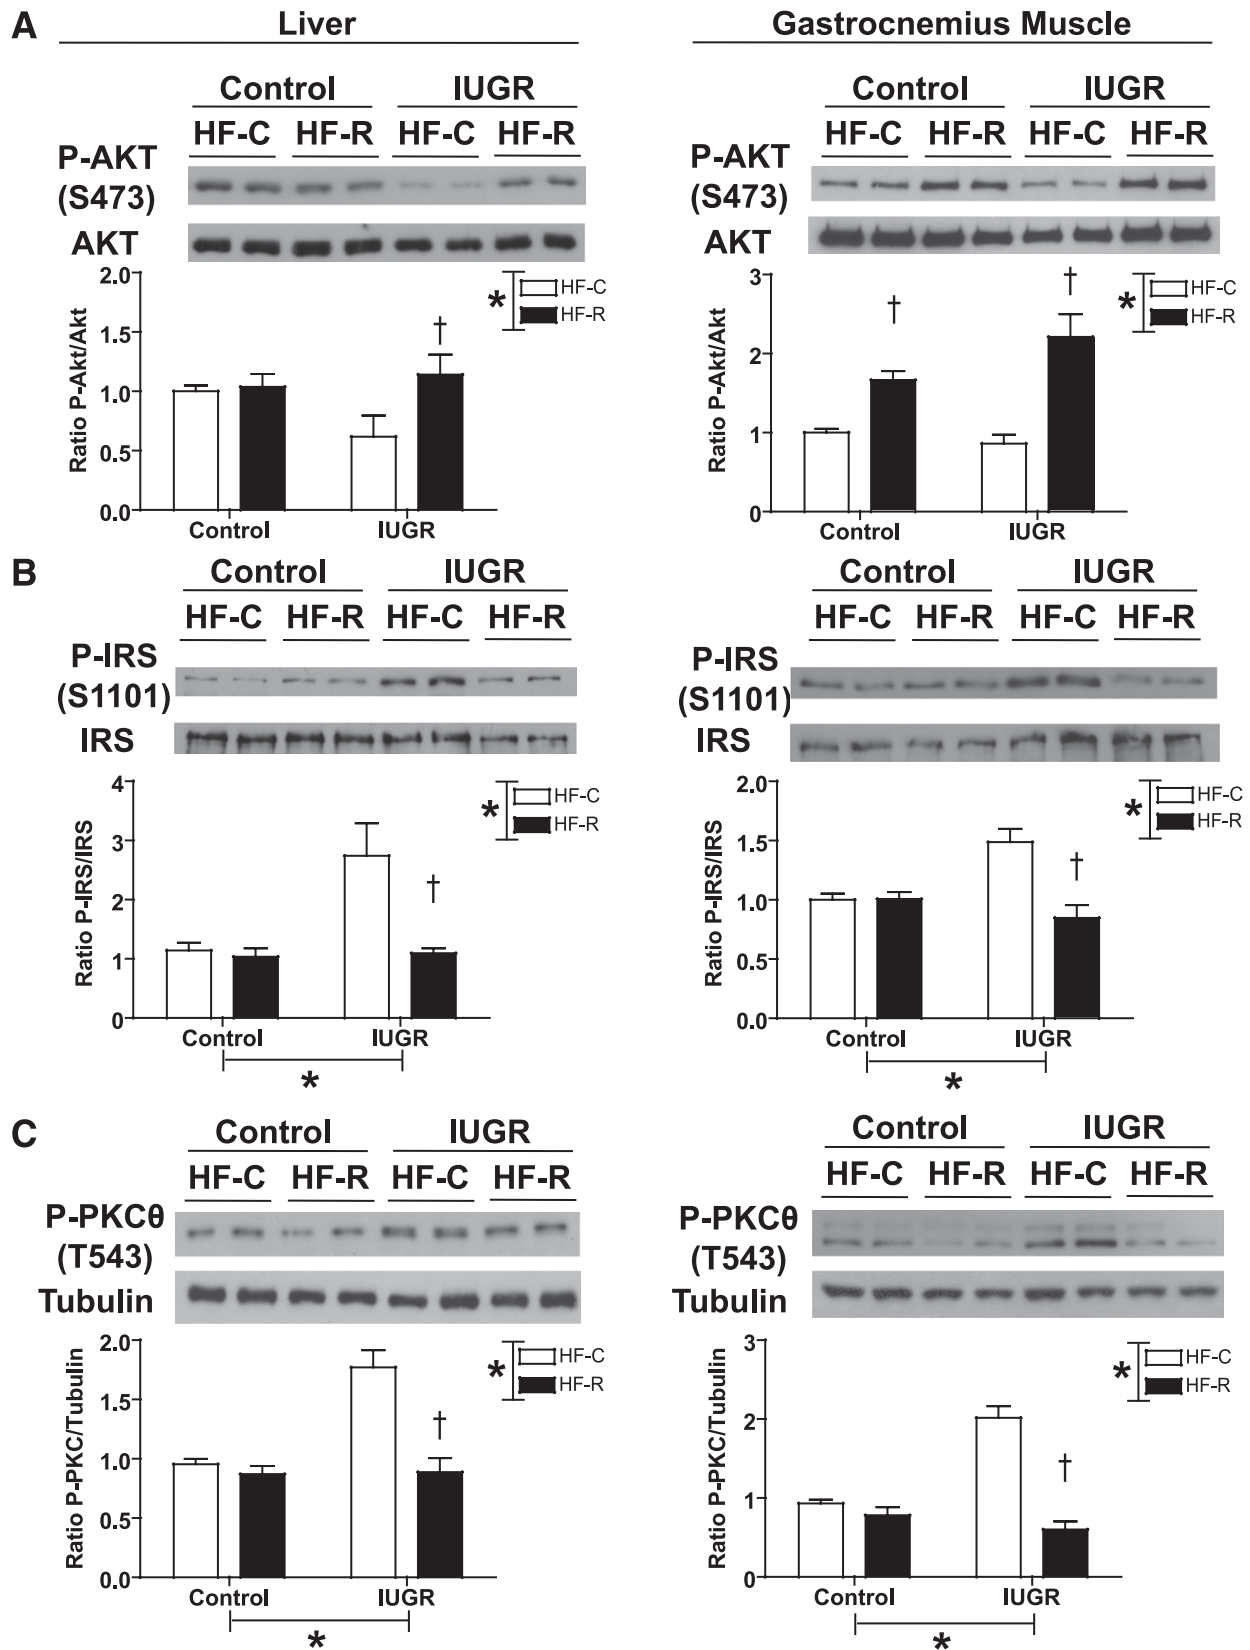 A
Liver
Gastrocnemius Muscle
Control IUGR
HF-C HF-R HF-C HF-R
P-AKT
(S473)
AKT
Control IUGR
HF-C HF-R HF-C HF-R
P-AKT
(S473)
AKT
Ratio P-Akt/Akt
2.0
1.5
1.0
0.5
0.0
†
* HF-C
HF-R
Control IUGR
Ratio P-Akt/Akt
3
2
1
0
† †
* HF-C
HF-R
Control IUGR
B
Control IUGR
HF-C HF-R HF-C HF-R
P-IRS
(S1101)
IRS
Control IUGR
HF-C HF-R HF-C HF-R
P-IRS
(S1101)
IRS
Ratio P-IRS/IRS
4
3
2
1
0
†
* HF-C
HF-R
Control IUGR
*
Ratio P-IRS/IRS
2.0
1.5
1.0
0.5
0.0
†
* HF-C
HF-R
Control IUGR
*
C
Control IUGR
HF-C HF-R HF-C HF-R
P-PKCθ
(T543)
Tubulin
Control IUGR
HF-C HF-R HF-C HF-R
P-PKCθ
(T543)
Tubulin
Ratio P-PKC/Tubulin
2.0
1.5
1.0
0.5
0.0
†
* HF-C
HF-R
Control IUGR
*
Ratio P-PKC/Tubulin
3
2
1
0
†
* HF-C
HF-R
Control IUGR
*